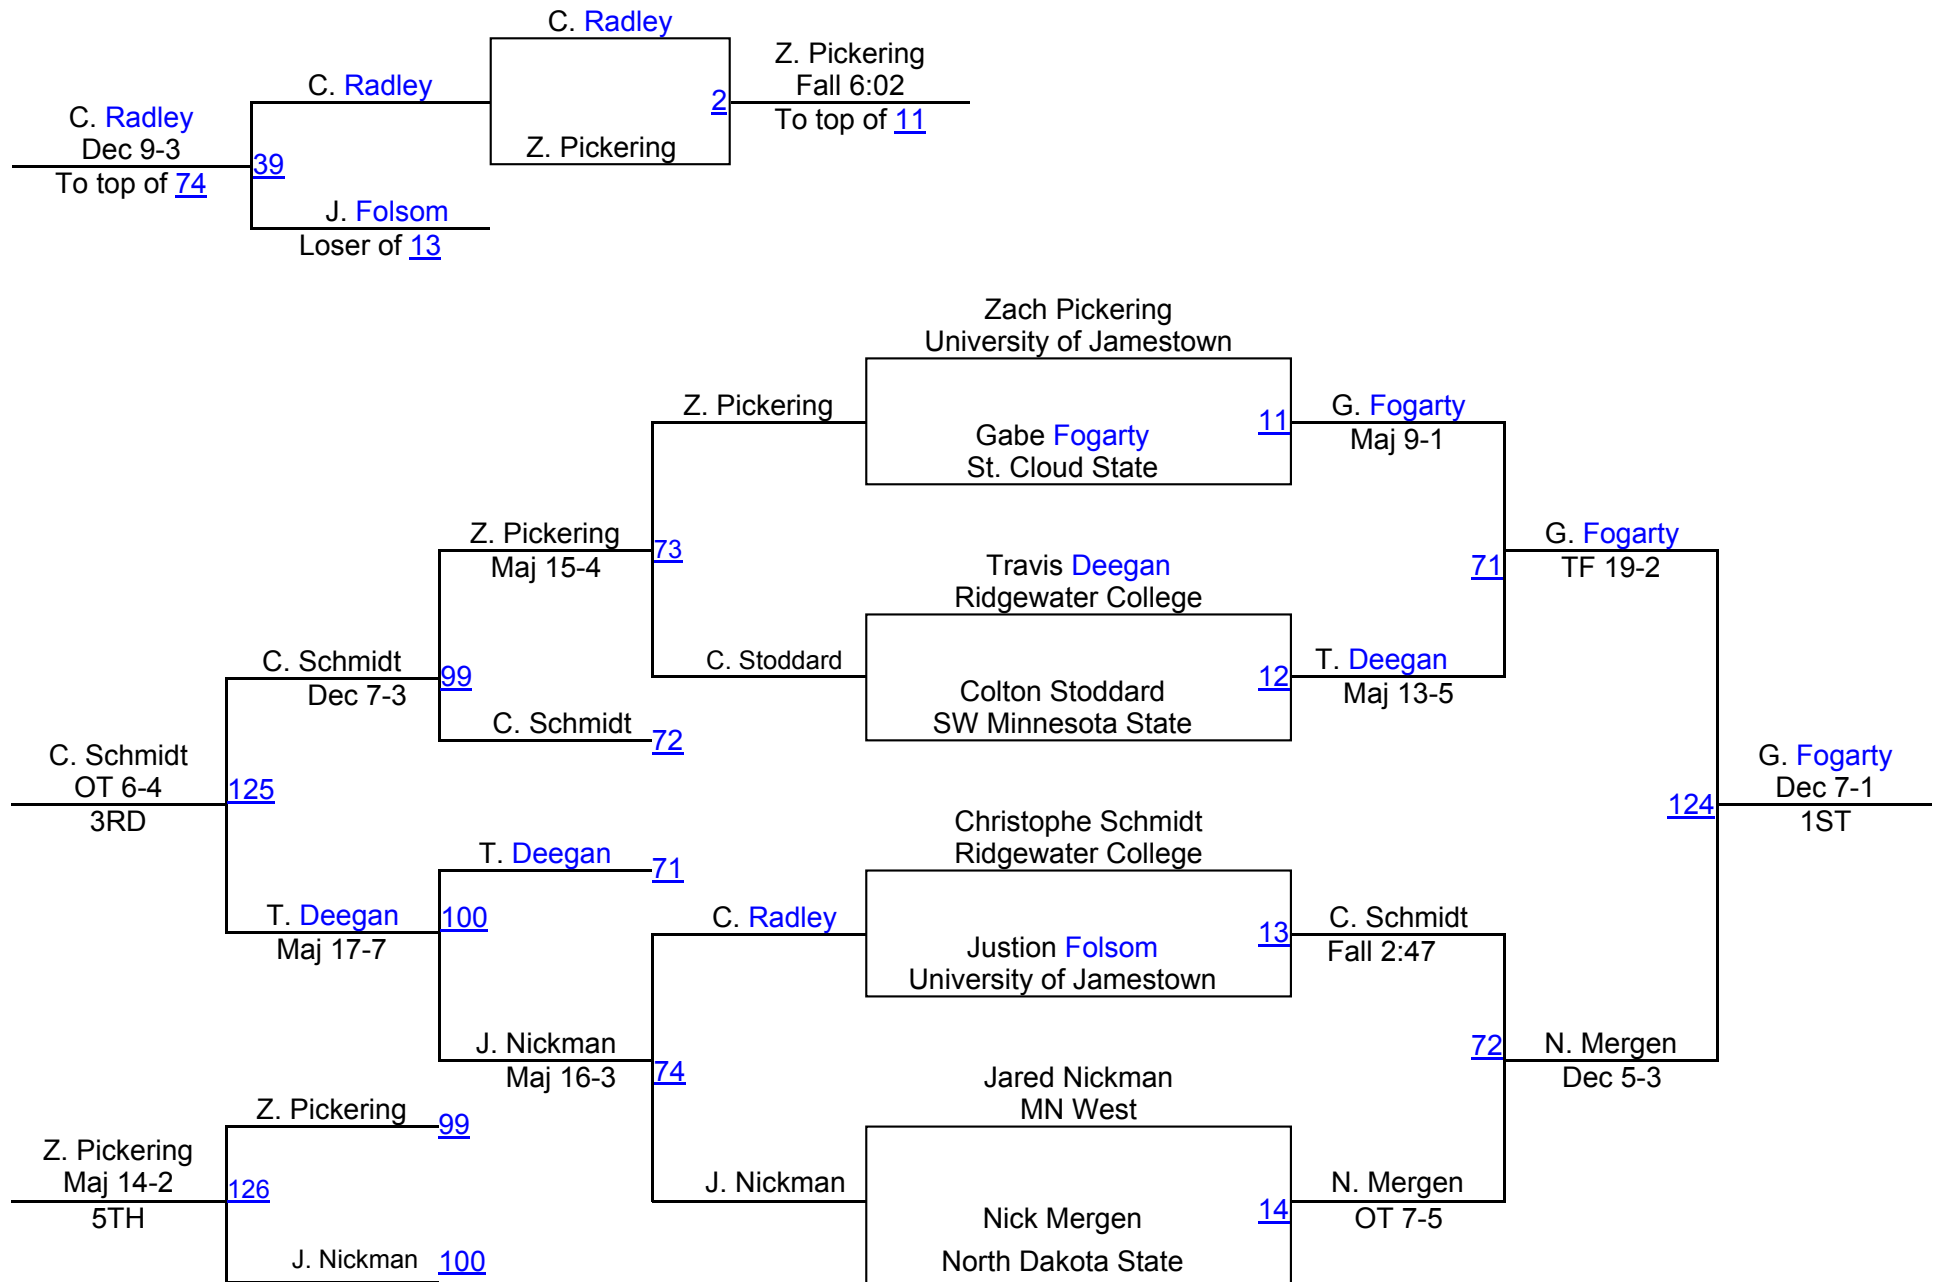 C. Radley
Z. Pickering
Fall 6:02
To top of 11
C. Radley
2
Z. Pickering
C. Radley
Dec 9-3
To top of 74
39
J. Folsom
Loser of 13
Zach Pickering
University of Jamestown
Z. Pickering
11
G. Fogarty
Maj 9-1
Gabe Fogarty
St. Cloud State
Z. Pickering
Maj 15-4
73
G. Fogarty
TF 19-2
71
Travis Deegan
Ridgewater College
C. Schmidt
Dec 7-3
99
C. Stoddard
12
T. Deegan
Maj 13-5
Colton Stoddard
SW Minnesota State
C. Schmidt
72
C. Schmidt
OT 6-4
3RD
125
G. Fogarty
Dec 7-1
1ST
124
Christophe Schmidt
Ridgewater College
T. Deegan
71
T. Deegan
Maj 17-7
100
C. Radley
13
C. Schmidt
Fall 2:47
Justion Folsom
University of Jamestown
J. Nickman
Maj 16-3
74
72
N. Mergen
Dec 5-3
Jared Nickman
MN West
Z. Pickering
99
Z. Pickering
Maj 14-2
5TH
126
J. Nickman
14
N. Mergen
OT 7-5
Nick Mergen
North Dakota State
J. Nickman
100